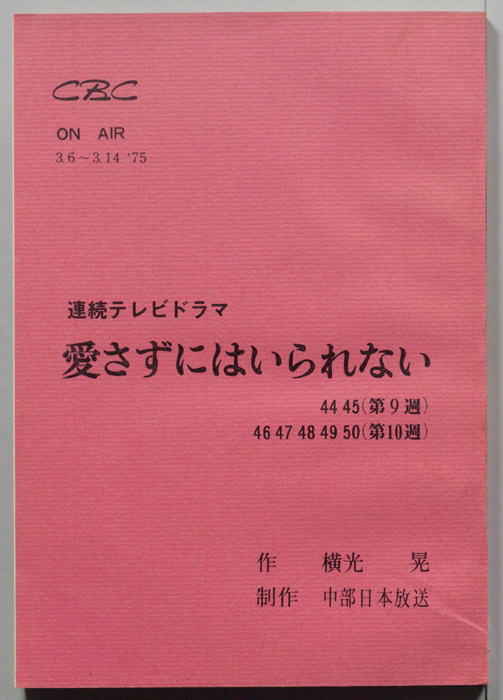 CBC
ON AIR
3.6～3.14 '75
連続テレビドラマ
愛さずにはいられない
44 45(第9週)
46 47 48 49 50(第10週)
作 横光 晃
制作 中部日本放送